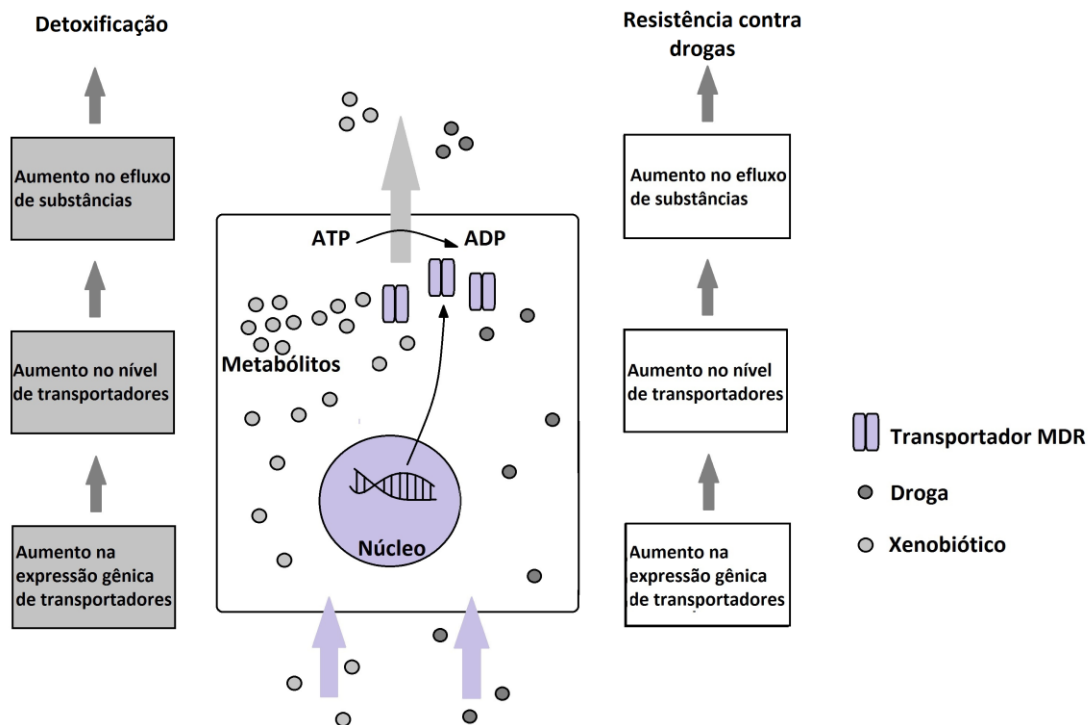 Detoxificação
Aumento no efluxo
de substâncias
Aumento no nível
de transportadores
Aumento na
expressão gênica
de transportadores
ATP
ADP
Metabólitos
Núcleo
Resistência contra
drogas
Aumento no efluxo
de substâncias
Aumento no nível
de transportadores
Aumento na
expressão gênica
de transportadores
Transportador MDR
Droga
Xenobiótico